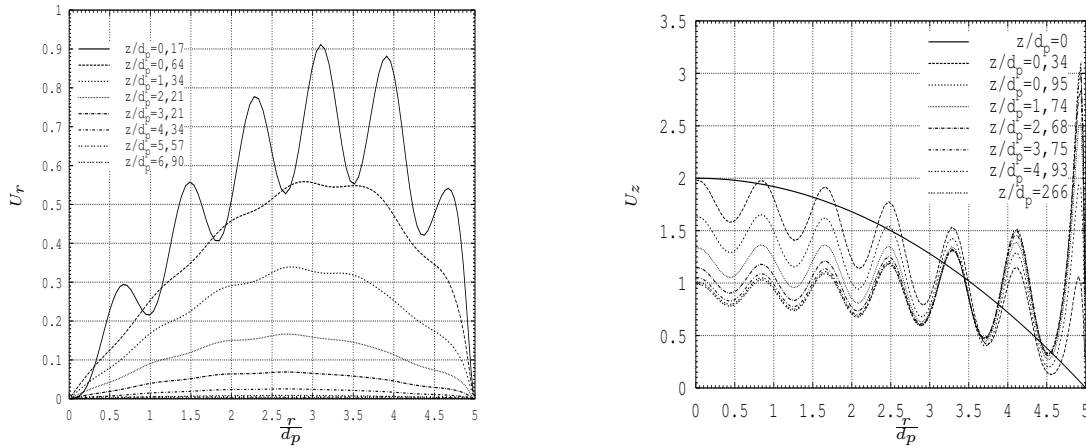 1
0.9
0.8
0.7
0.6
0.5
0.4
0.3
0.2
0.1
0
U_r
z/d_p=0,17
z/d_p=0,64
z/d_p=1,34
z/d_p=2,21
z/d_p=3,21
z/d_p=4,34
z/d_p=5,57
z/d_p=6,90
0 0.5 1 1.5 2 2.5 3 3.5 4 4.5 5
r
d_p
3.5
3
2.5
2
1.5
1
0.5
0
U_z
z/d_p=0
z/d_p=0,34
z/d_p=0,95
z/d_p=1,74
z/d_p=2,68
z/d_p=3,75
z/d_p=4,93
z/d_p=266
0 0.5 1 1.5 2 2.5 3 3.5 4 4.5 5
r
d_p